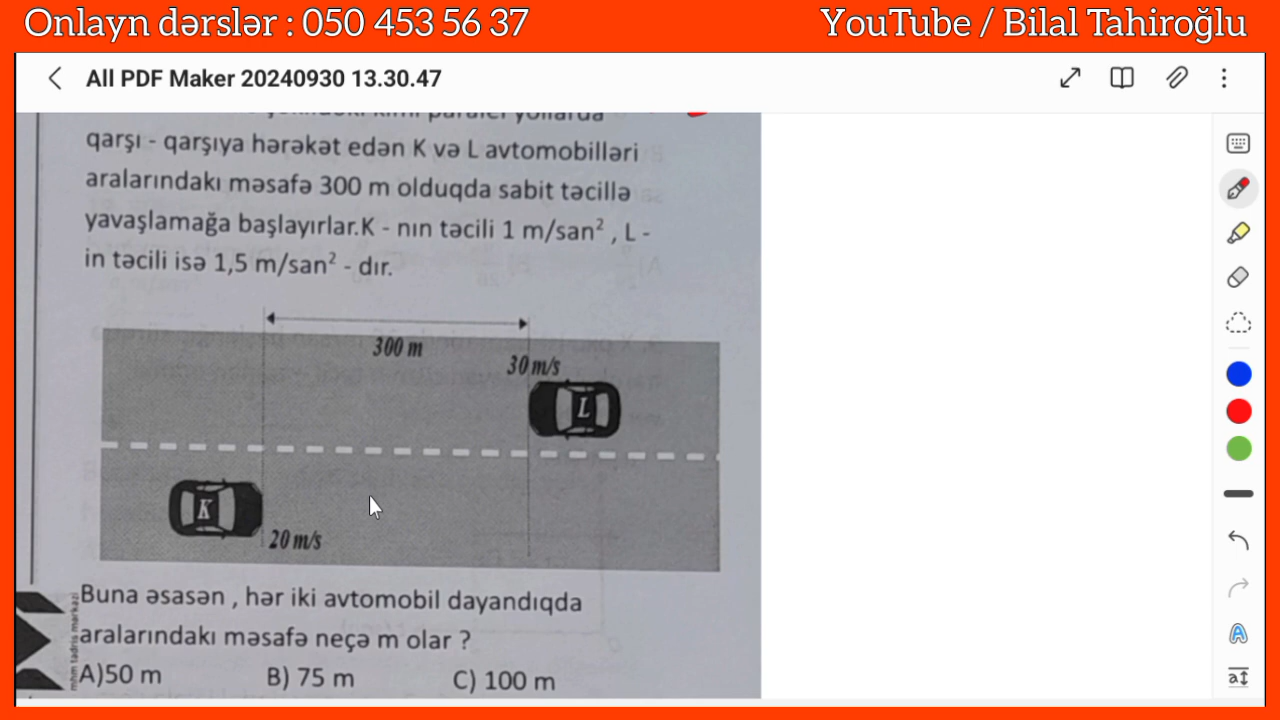 Onlayn dərslər : 050 453 56 37
YouTube / Bilal Tahiroğlu
All PDF Maker 20240930 13.30.47
qarşı - qarşıya hərəkət edən K və L avtomobilləri
aralarındakı məsafə 300 m olduqda sabit təcillə
yavaşlamağa başlayırlar.K - nın təcili 1 m/san² , L -
in təcili isə 1,5 m/san² - dır.
300 m
30 m/s
L
K
20 m/s
Buna əsasən , hər iki avtomobil dayandıqda
aralarındakı məsafə neçə m olar ?
A)50 m B) 75 m C) 100 m
mhm tədris mərkəzi